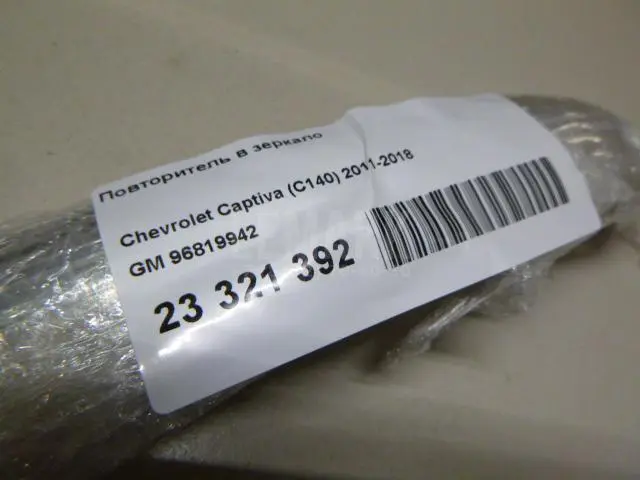 Повторитель в зеркало
Chevrolet Captiva (C140) 2011-2018
GM 96819942
23 321 392